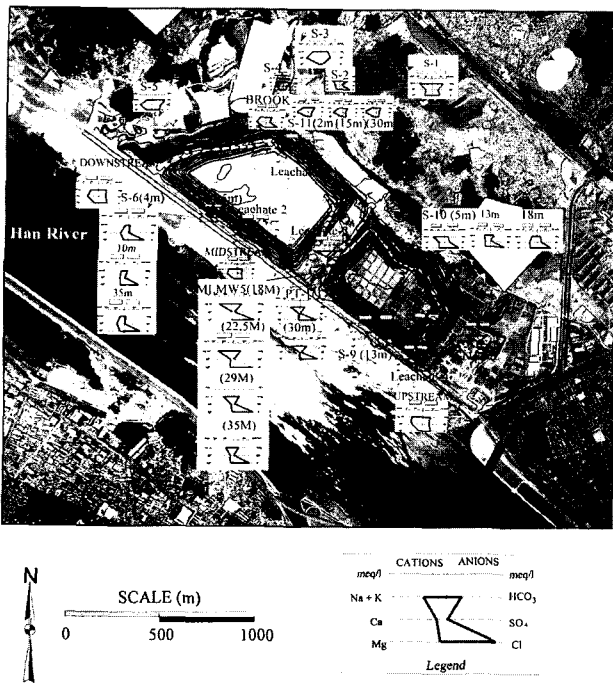 S-3
S-1
S-4
S-2
S-5
BROOK
S-11(2m)(15m)(30m)
DOWNSTREAM
S-6(4m)
Leachate 2
S-10 (5m) 13m 18m
Han River
10m
MIDSTREAM
35m
(18M)
(22.5M)
(30m)
(29M)
S-9 (13m)
(35M)
UPSTREAM
N
SCALE (m)
0 500 1000
CATIONS ANIONS
meq/l meq/l
Na + K HCO₃
Ca SO₄
Mg Cl
Legend